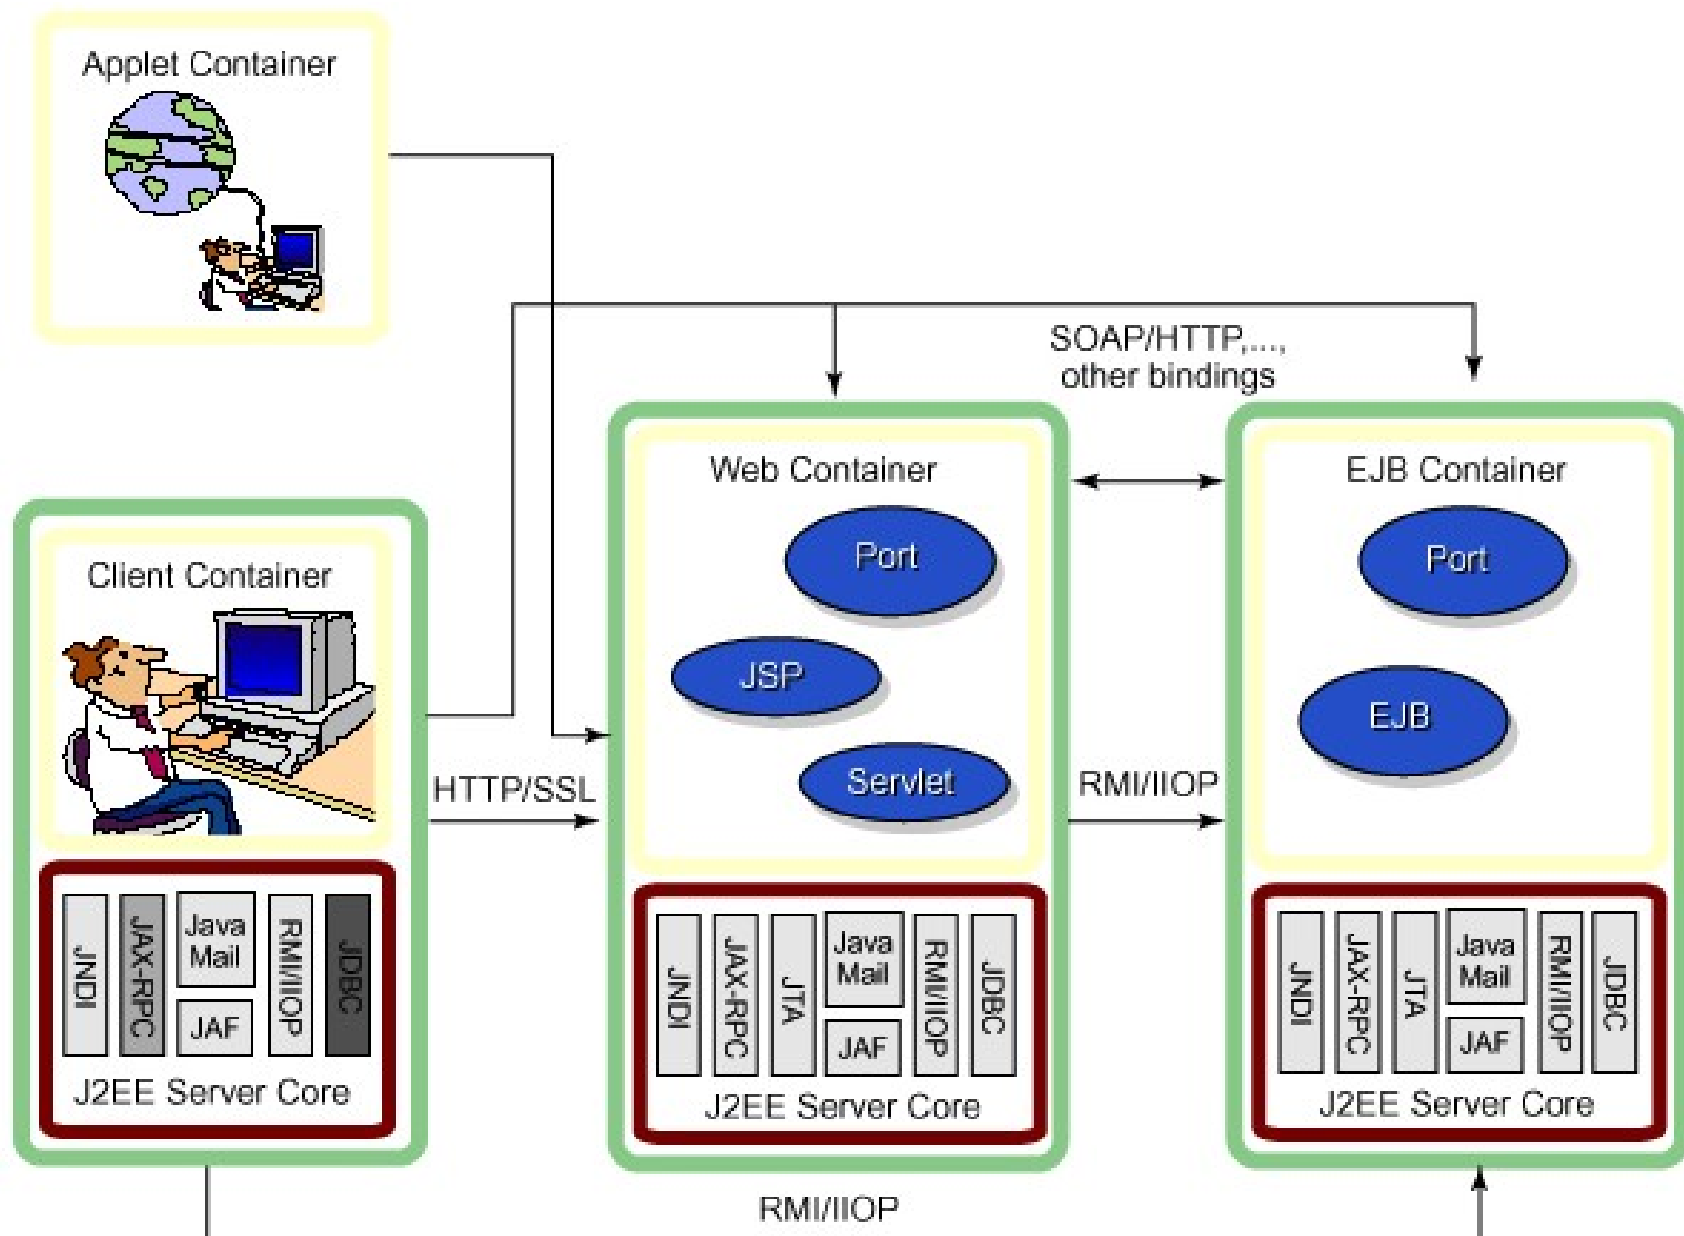 Applet Container
SOAP/HTTP,...,
other bindings
Web Container
EJB Container
Port
Port
Client Container
JSP
EJB
Servlet
HTTP/SSL
RMI/IIOP
JNDI
JAX-RPC
Java
Mail
JAF
RMI/IIOP
JDBC
J2EE Server Core
JNDI
JAX-RPC
JTA
Java
Mail
JAF
RMI/IIOP
JDBC
J2EE Server Core
JNDI
JAX-RPC
JTA
Java
Mail
JAF
RMI/IIOP
JDBC
J2EE Server Core
RMI/IIOP